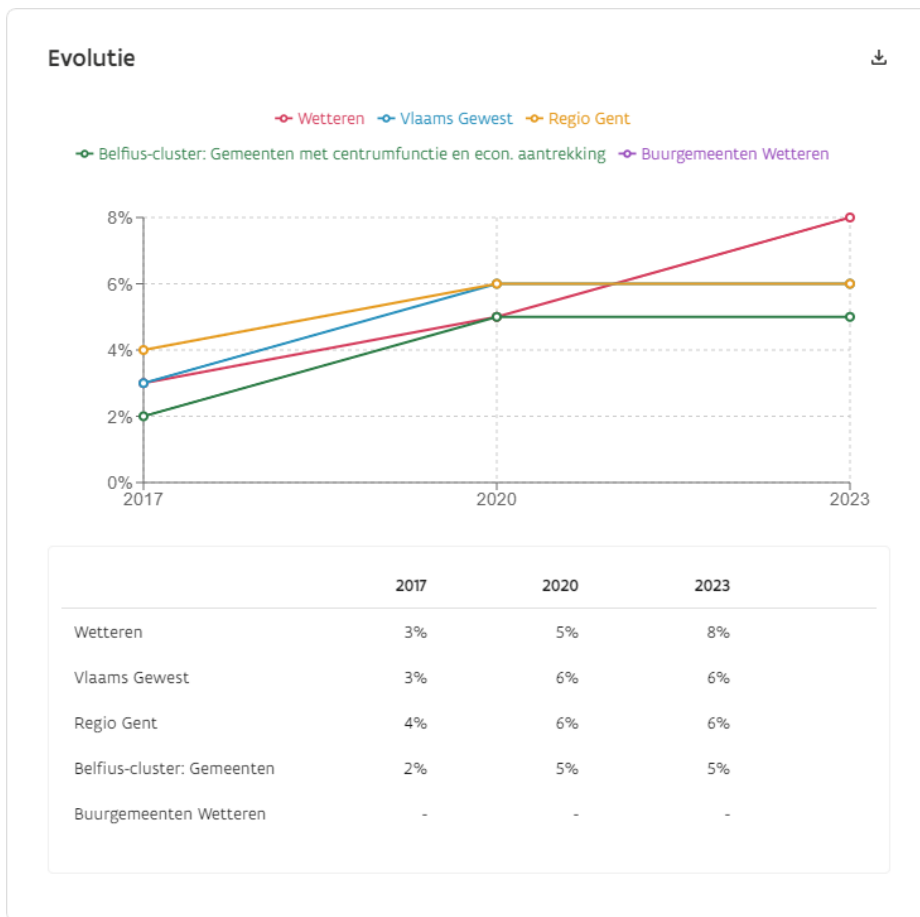 Evolutie
Wetteren Vlaams Gewest Regio Gent
Belfius-cluster: Gemeenten met centrumfunctie en econ. aantrekking Buurgemeenten Wetteren
8%
6%
4%
2%
0%
2017 2020 2023
2017 2020 2023
Wetteren 3% 5% 8%
Vlaams Gewest 3% 6% 6%
Regio Gent 4% 6% 6%
Belfius-cluster: Gemeenten 2% 5% 5%
Buurgemeenten Wetteren - - -